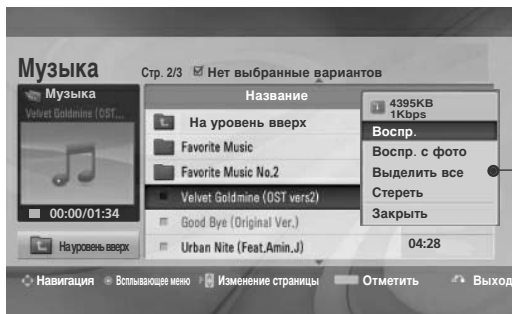 Музыка
Стр. 2/3 Нет выбранные вариантов
Музыка
Velvet Goldmine (OST...
00:00/01:34
На уровень вверх
Название
На уровень вверх
Favorite Music
Favorite Music No.2
Velvet Goldmine (OST vers2)
Good Bye (Original Ver.)
Urban Nite (Feat.Amin.J)
04:28
4395KB
1Kbps
Воспр.
Воспр. с фото
Выделить все
Стереть
Закрыть
Навигация Всплывающее меню Изменение страницы Отметить Выход